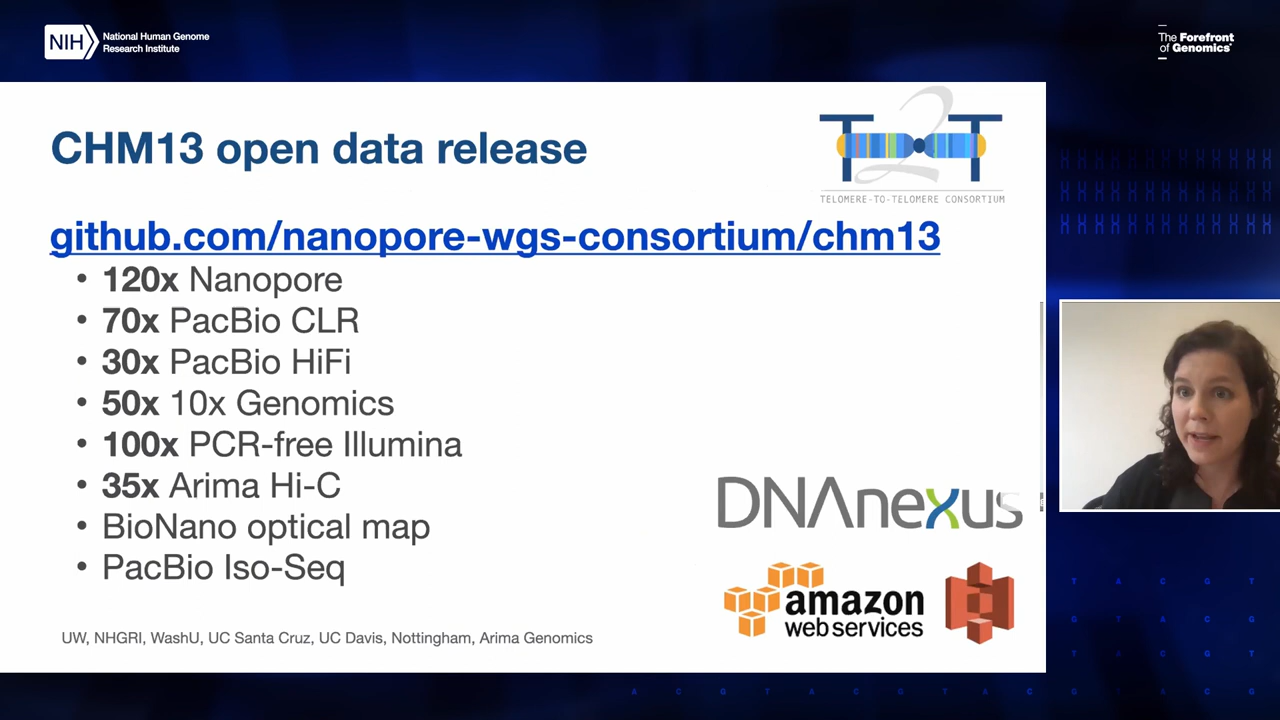 NIH
National Human Genome
Research Institute
The Forefront
of Genomics®
CHM13 open data release
T2T
TELOMERE-TO-TELOMERE CONSORTIUM
github.com/nanopore-wgs-consortium/chm13
• 120x Nanopore
• 70x PacBio CLR
• 30x PacBio HiFi
• 50x 10x Genomics
• 100x PCR-free Illumina
• 35x Arima Hi-C
• BioNano optical map
• PacBio Iso-Seq
DNAnexus
amazon
web services
UW, NHGRI, WashU, UC Santa Cruz, UC Davis, Nottingham, Arima Genomics
T A C G T
G T A C G
T A C G T
A C G T A C G T A C G T A C G